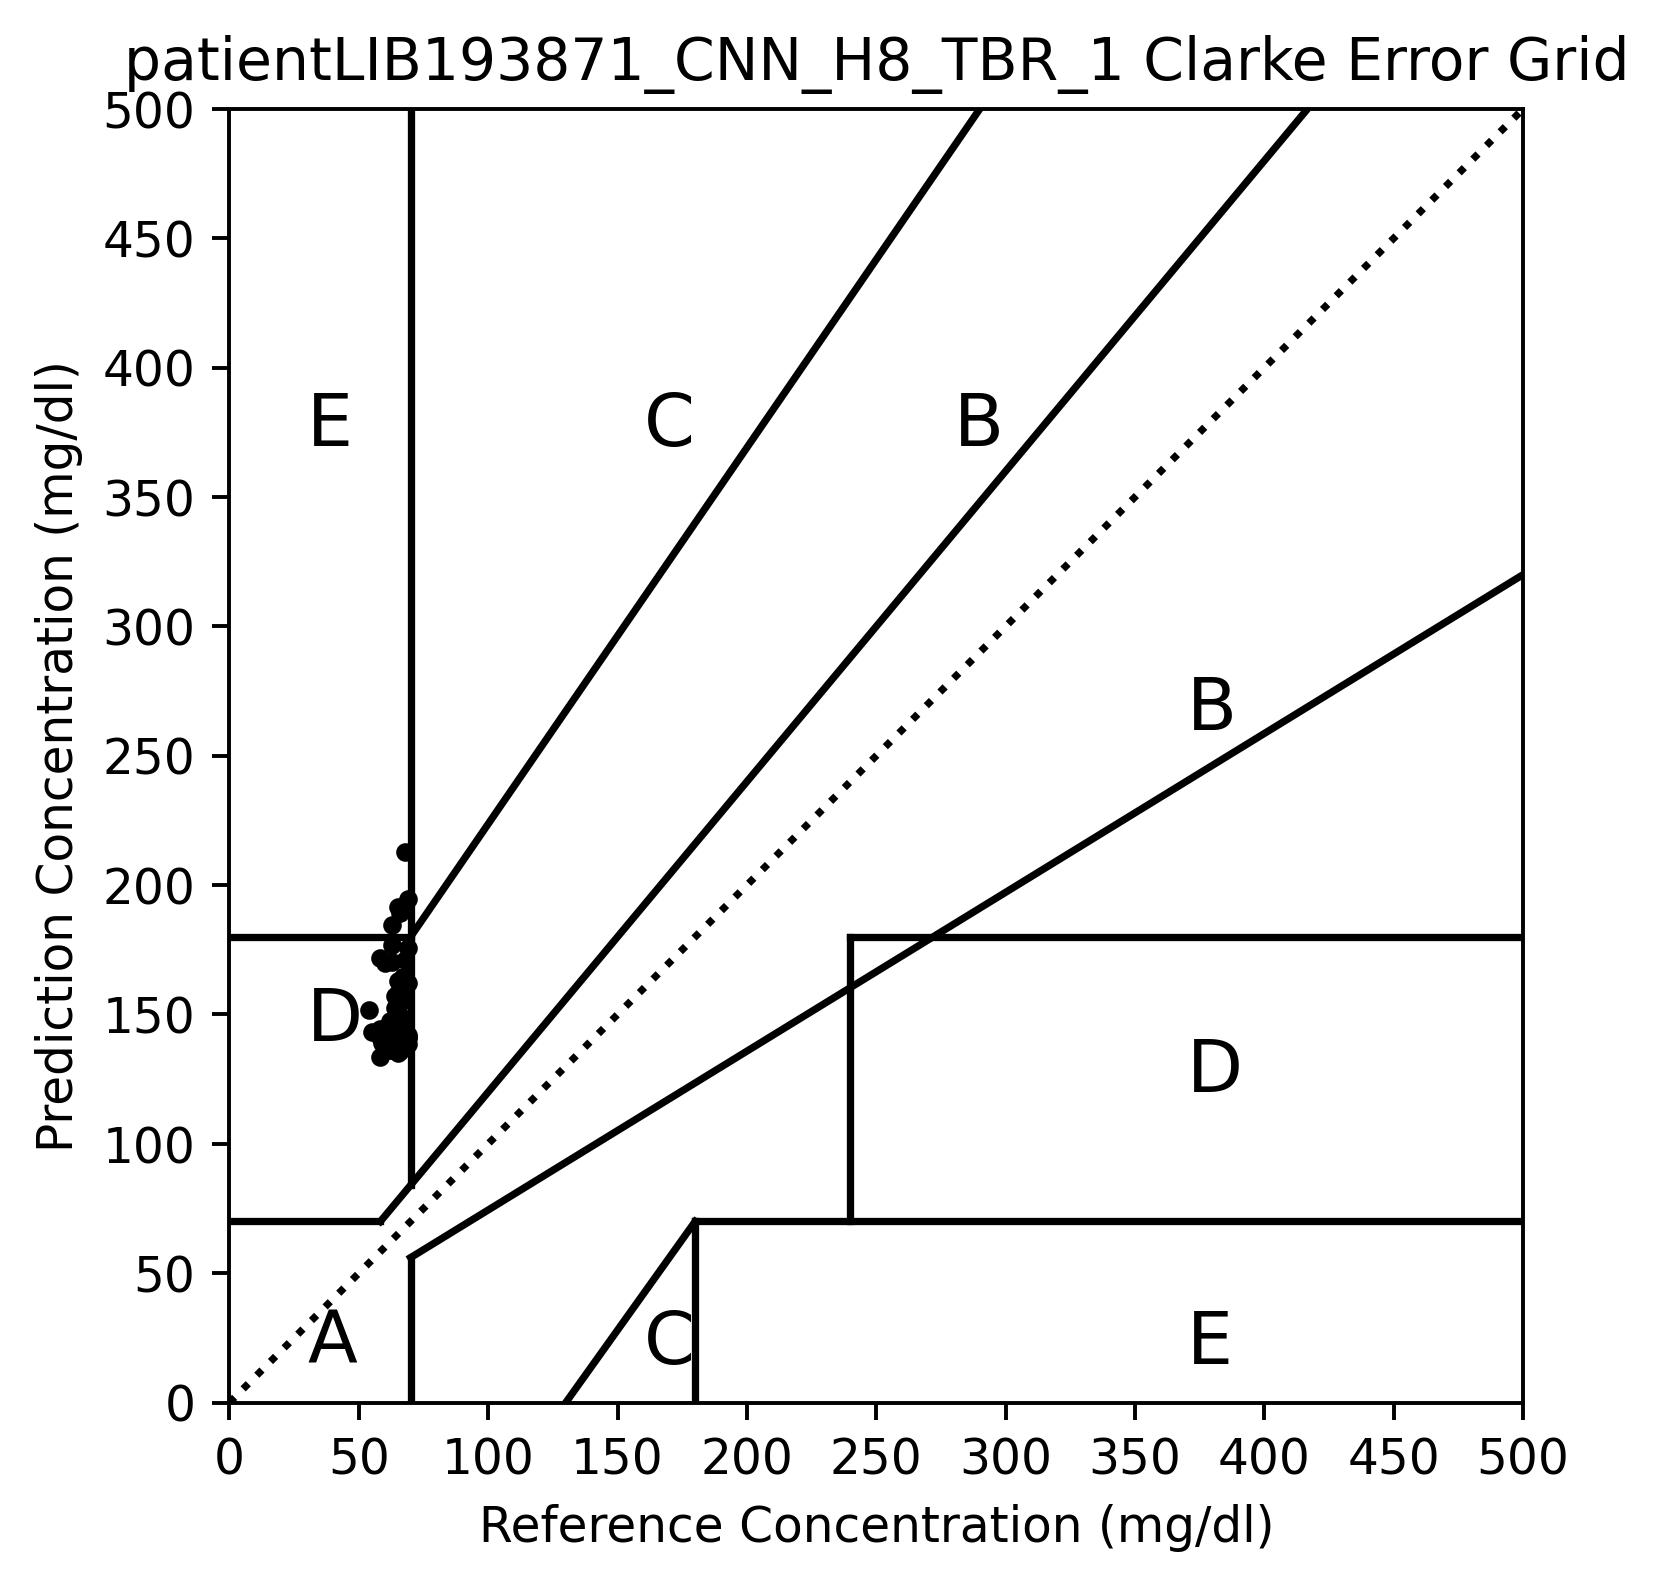 patientLIB193871_CNN_H8_TBR_1 Clarke Error Grid
Prediction Concentration (mg/dl)
500
450
400
350
300
250
200
150
100
50
0
E
C
B
B
D
D
A
C
E
0 50 100 150 200 250 300 350 400 450 500
Reference Concentration (mg/dl)